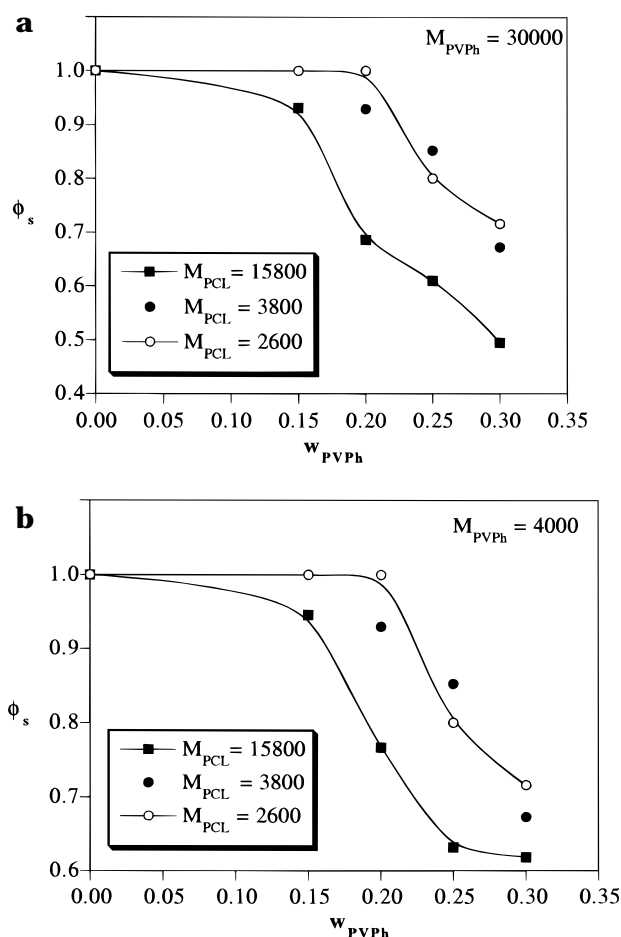 a
M_PVPh = 30000
1.0
0.9
0.8
0.7
0.6
0.5
0.4
ϕ_s
M_PCL = 15800
M_PCL = 3800
M_PCL = 2600
0.00 0.05 0.10 0.15 0.20 0.25 0.30 0.35
w_PVPh
b
M_PVPh = 4000
1.0
0.9
0.8
0.7
0.6
ϕ_s
M_PCL = 15800
M_PCL = 3800
M_PCL = 2600
0.00 0.05 0.10 0.15 0.20 0.25 0.30 0.35
w_PVPh